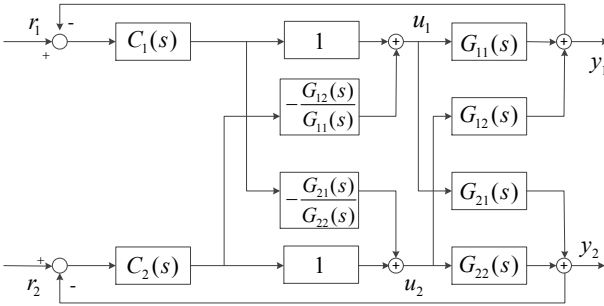 r₁ - + C₁(s) 1 + u₁ G₁₁(s) + y₁
-G₁₂(s)/G₁₁(s) G₁₂(s)
-G₂₁(s)/G₂₂(s) G₂₁(s)
r₂ + - C₂(s) 1 + u₂ G₂₂(s) + y₂